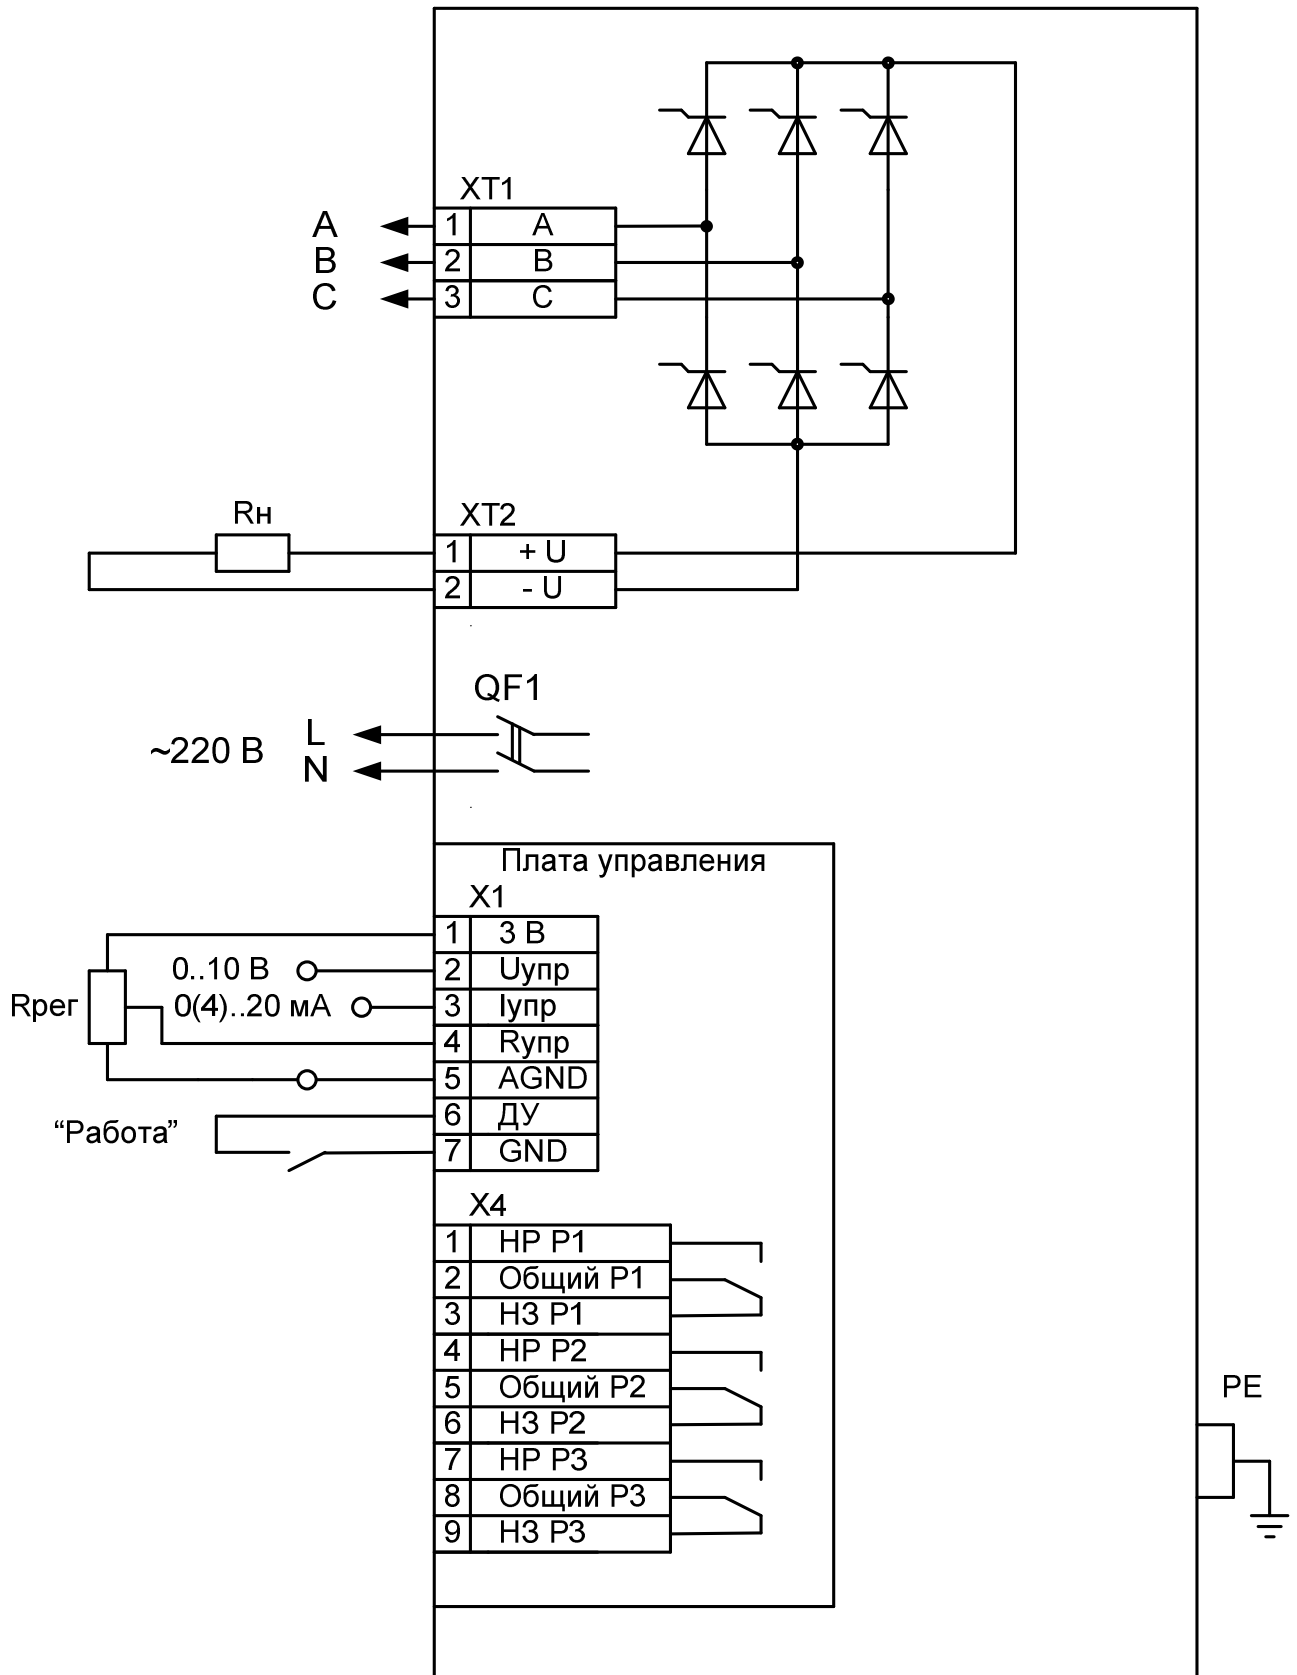 XT1
A 1 A
B 2 B
C 3 C
Rн
XT2
1 + U
2 - U
QF1
~220 В
L
N
Плата управления
X1
1 3 В
0..10 В 2 Uупр
Rрег 0(4)..20 мА 3 Iупр
4 Rупр
5 AGND
6 ДУ
“Работа”
7 GND
X4
1 НР Р1
2 Общий Р1
3 НЗ Р1
4 НР Р2
5 Общий Р2
6 НЗ Р2
7 НР Р3
8 Общий Р3
9 НЗ Р3
PE